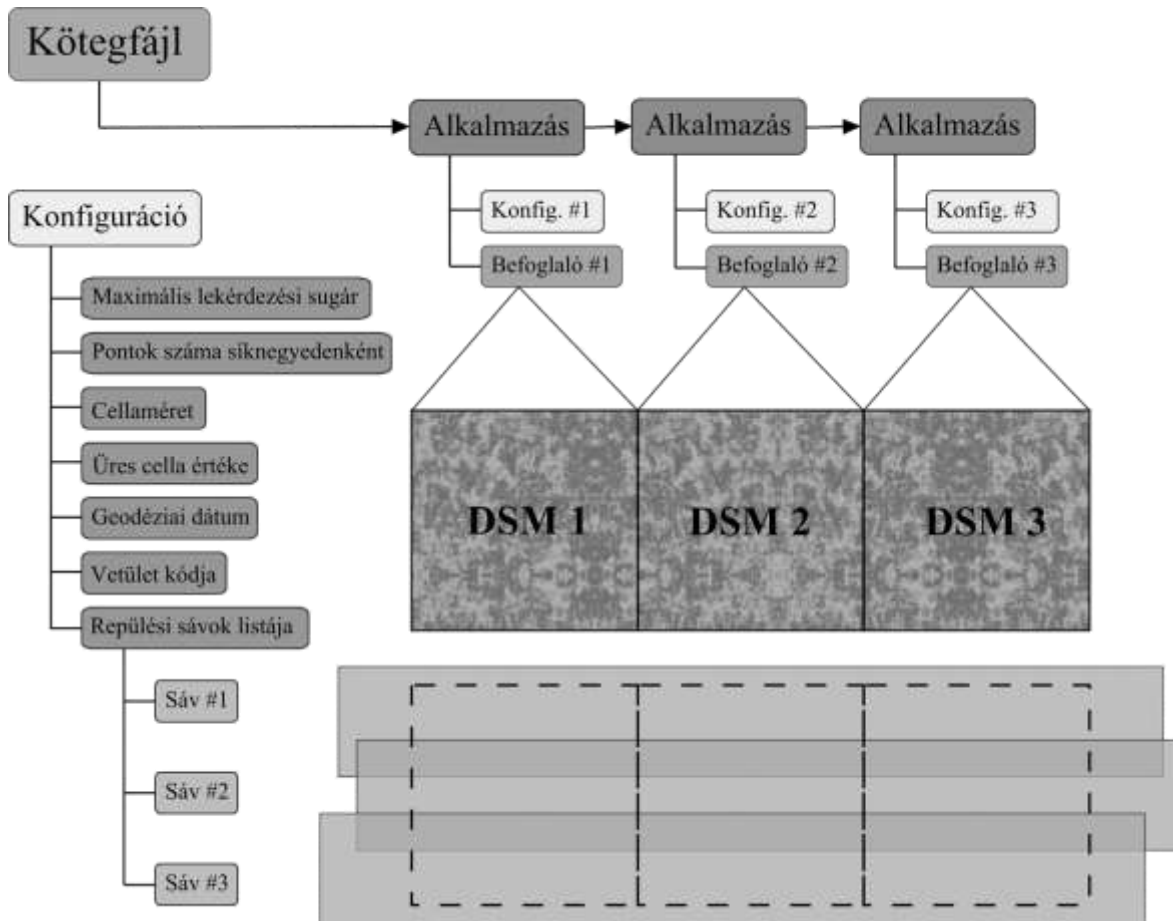 Kötegfájl
Alkalmazás
Alkalmazás
Alkalmazás
Konfig. #1
Konfig. #2
Konfig. #3
Befoglaló #1
Befoglaló #2
Befoglaló #3
Konfiguráció
Maximális lekérdezési sugár
Pontok száma síknegyedenként
Cellaméret
Üres cella értéke
Geodéziai dátum
Vetület kódja
Repülési sávok listája
Sáv #1
Sáv #2
Sáv #3
DSM 1
DSM 2
DSM 3